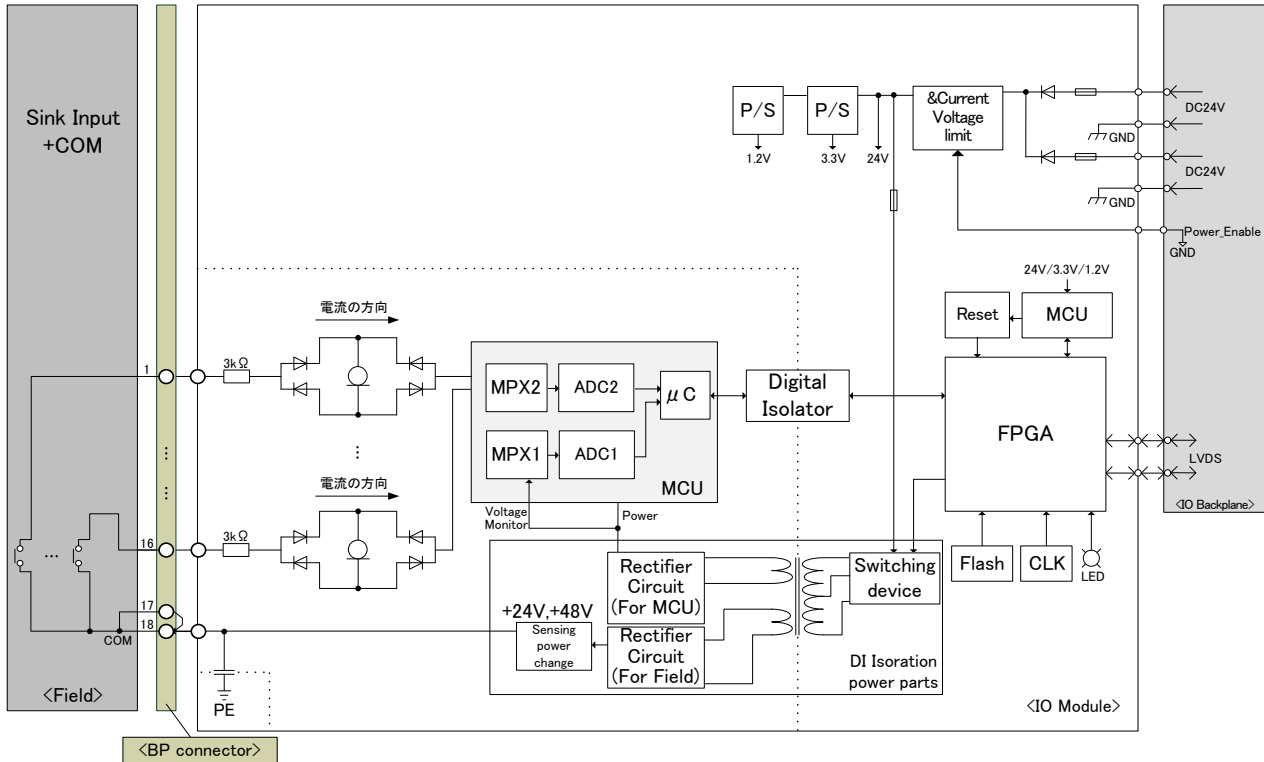 Sink Input
+COM
1
⋮
⋮
16
17
18
COM
…
<Field>
<BP connector>
3kΩ
電流の方向
⋮
3kΩ
電流の方向
PE
MPX2
ADC2
μC
MPX1
ADC1
MCU
Voltage
Monitor
Power
Digital
Isolator
P/S
P/S
1.2V
3.3V
24V
&Current
Voltage
limit
GND
GND
DC24V
DC24V
Power_Enable
GND
24V/3.3V/1.2V
Reset
MCU
FPGA
LVDS
<IO Backplane>
Flash
CLK
LED
Rectifier
Circuit
(For MCU)
Switching
device
+24V,+48V
Sensing
power
change
Rectifier
Circuit
(For Field)
DI Isoration
power parts
<IO Module>